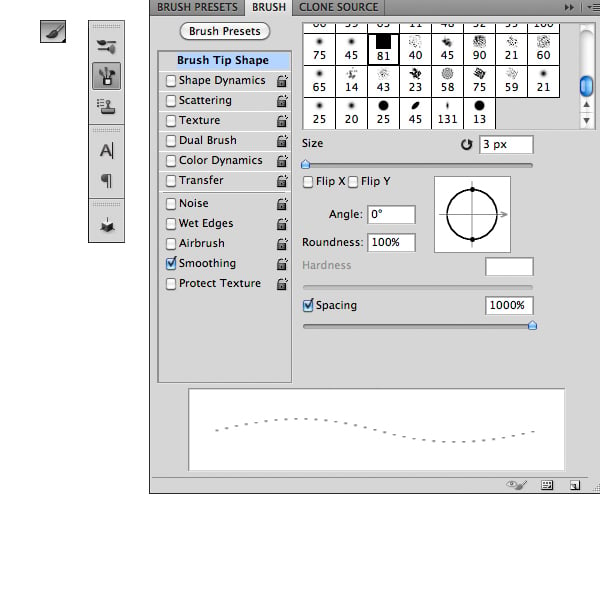 BRUSH PRESETS BRUSH CLONE SOURCE
Brush Presets
Brush Tip Shape
Shape Dynamics
Scattering
Texture
Dual Brush
Color Dynamics
Transfer
Noise
Wet Edges
Airbrush
Smoothing
Protect Texture
75 45 81 40 45 90 21 60
65 14 43 23 58 75 59 21
25 20 25 45 131 13
Size 3 px
Flip X Flip Y
Angle: 0°
Roundness: 100%
Hardness
Spacing 1000%
A